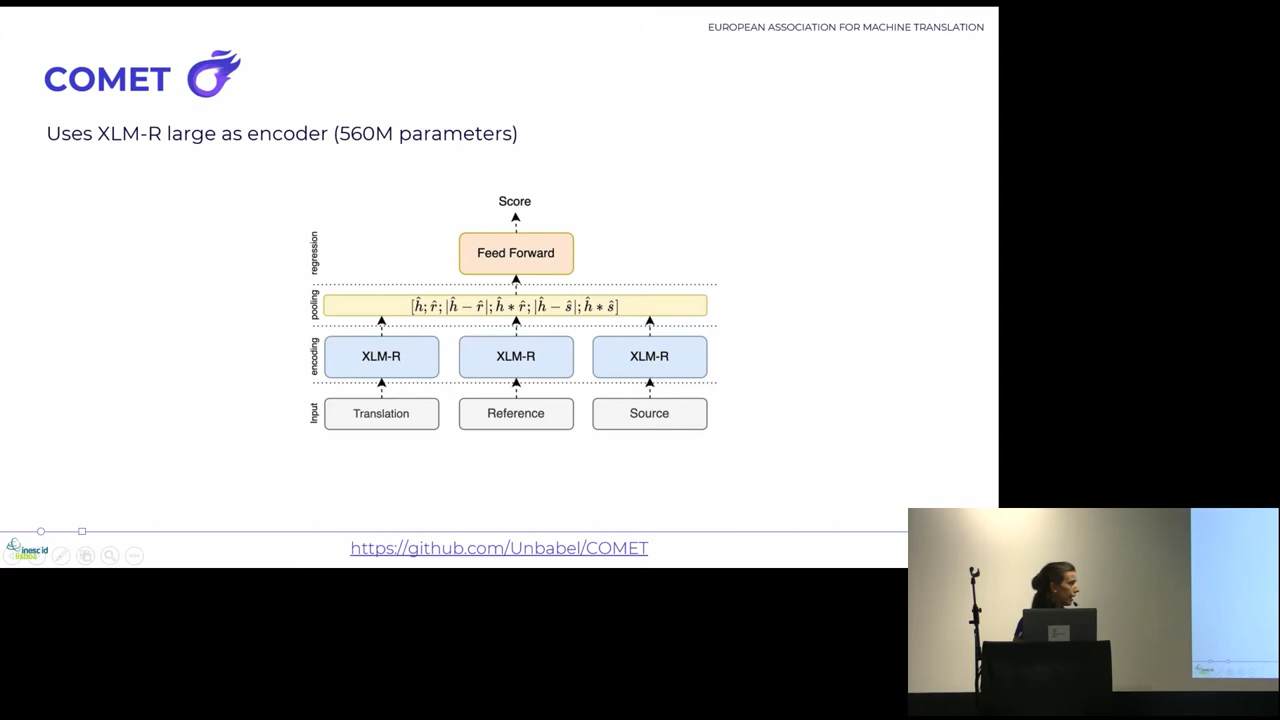 EUROPEAN ASSOCIATION FOR MACHINE TRANSLATION
COMET
Uses XLM-R large as encoder (560M parameters)
Score
regression
Feed Forward
pooling
[ĥ; r̂; |ĥ − r̂|; ĥ * r̂; |ĥ − ŝ|; ĥ * ŝ]
encoding
XLM-R XLM-R XLM-R
Input
Translation Reference Source
inesc id
lisboa
https://github.com/Unbabel/COMET